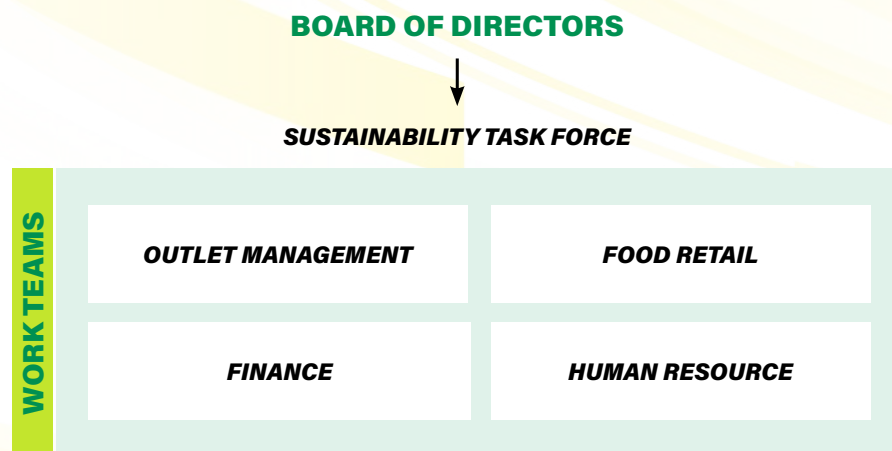 BOARD OF DIRECTORS
SUSTAINABILITY TASK FORCE
WORK TEAMS
OUTLET MANAGEMENT
FOOD RETAIL
FINANCE
HUMAN RESOURCE